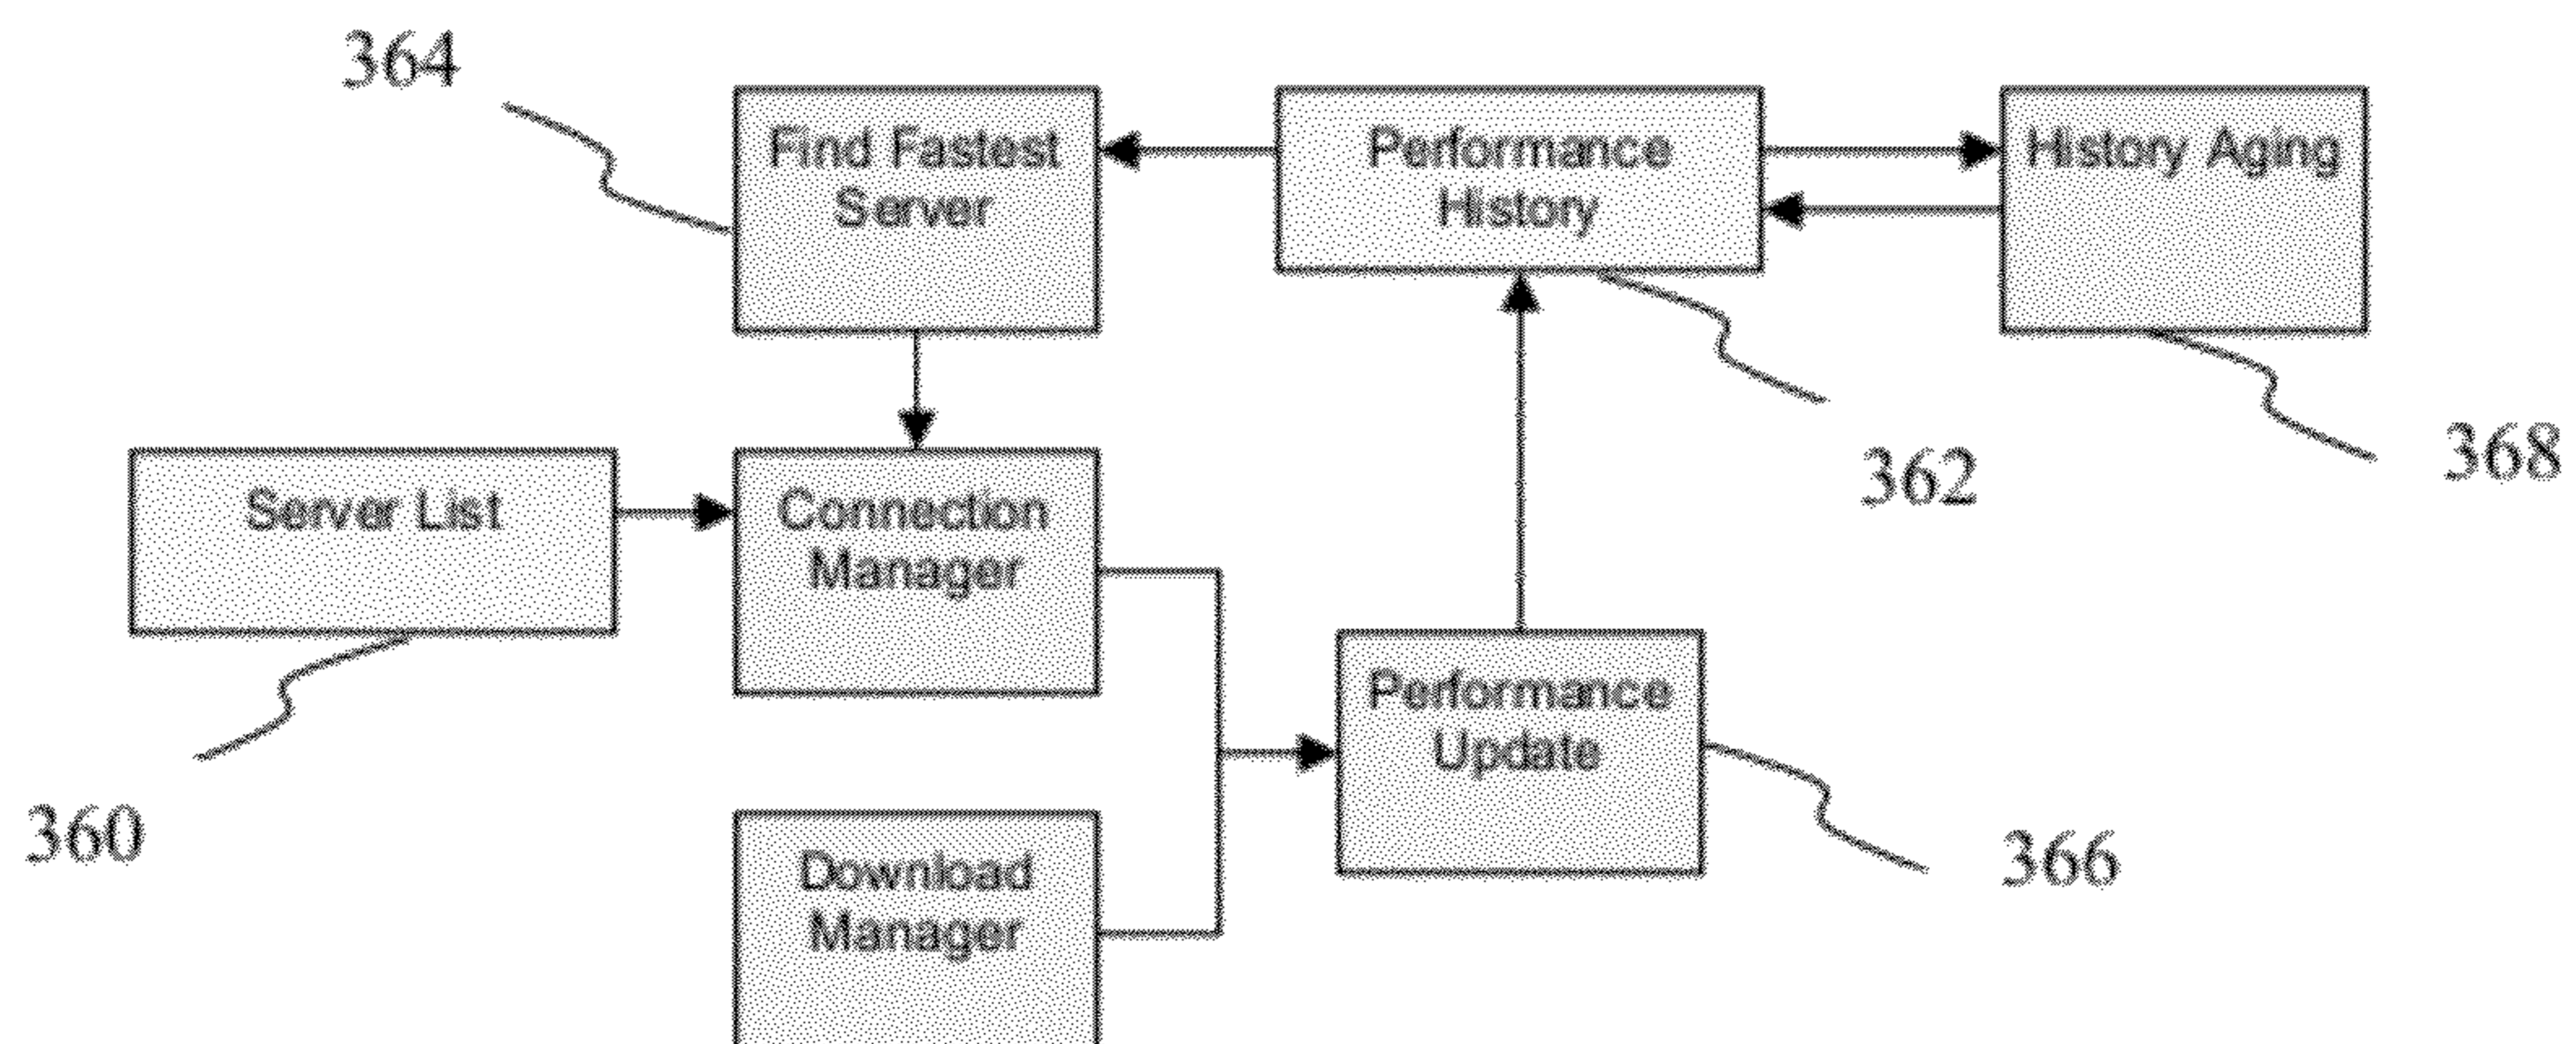 364
Find Fastest
Server
Performance
History
History Aging
362
368
Server List
Connection
Manager
360
Performance
Update
366
Download
Manager